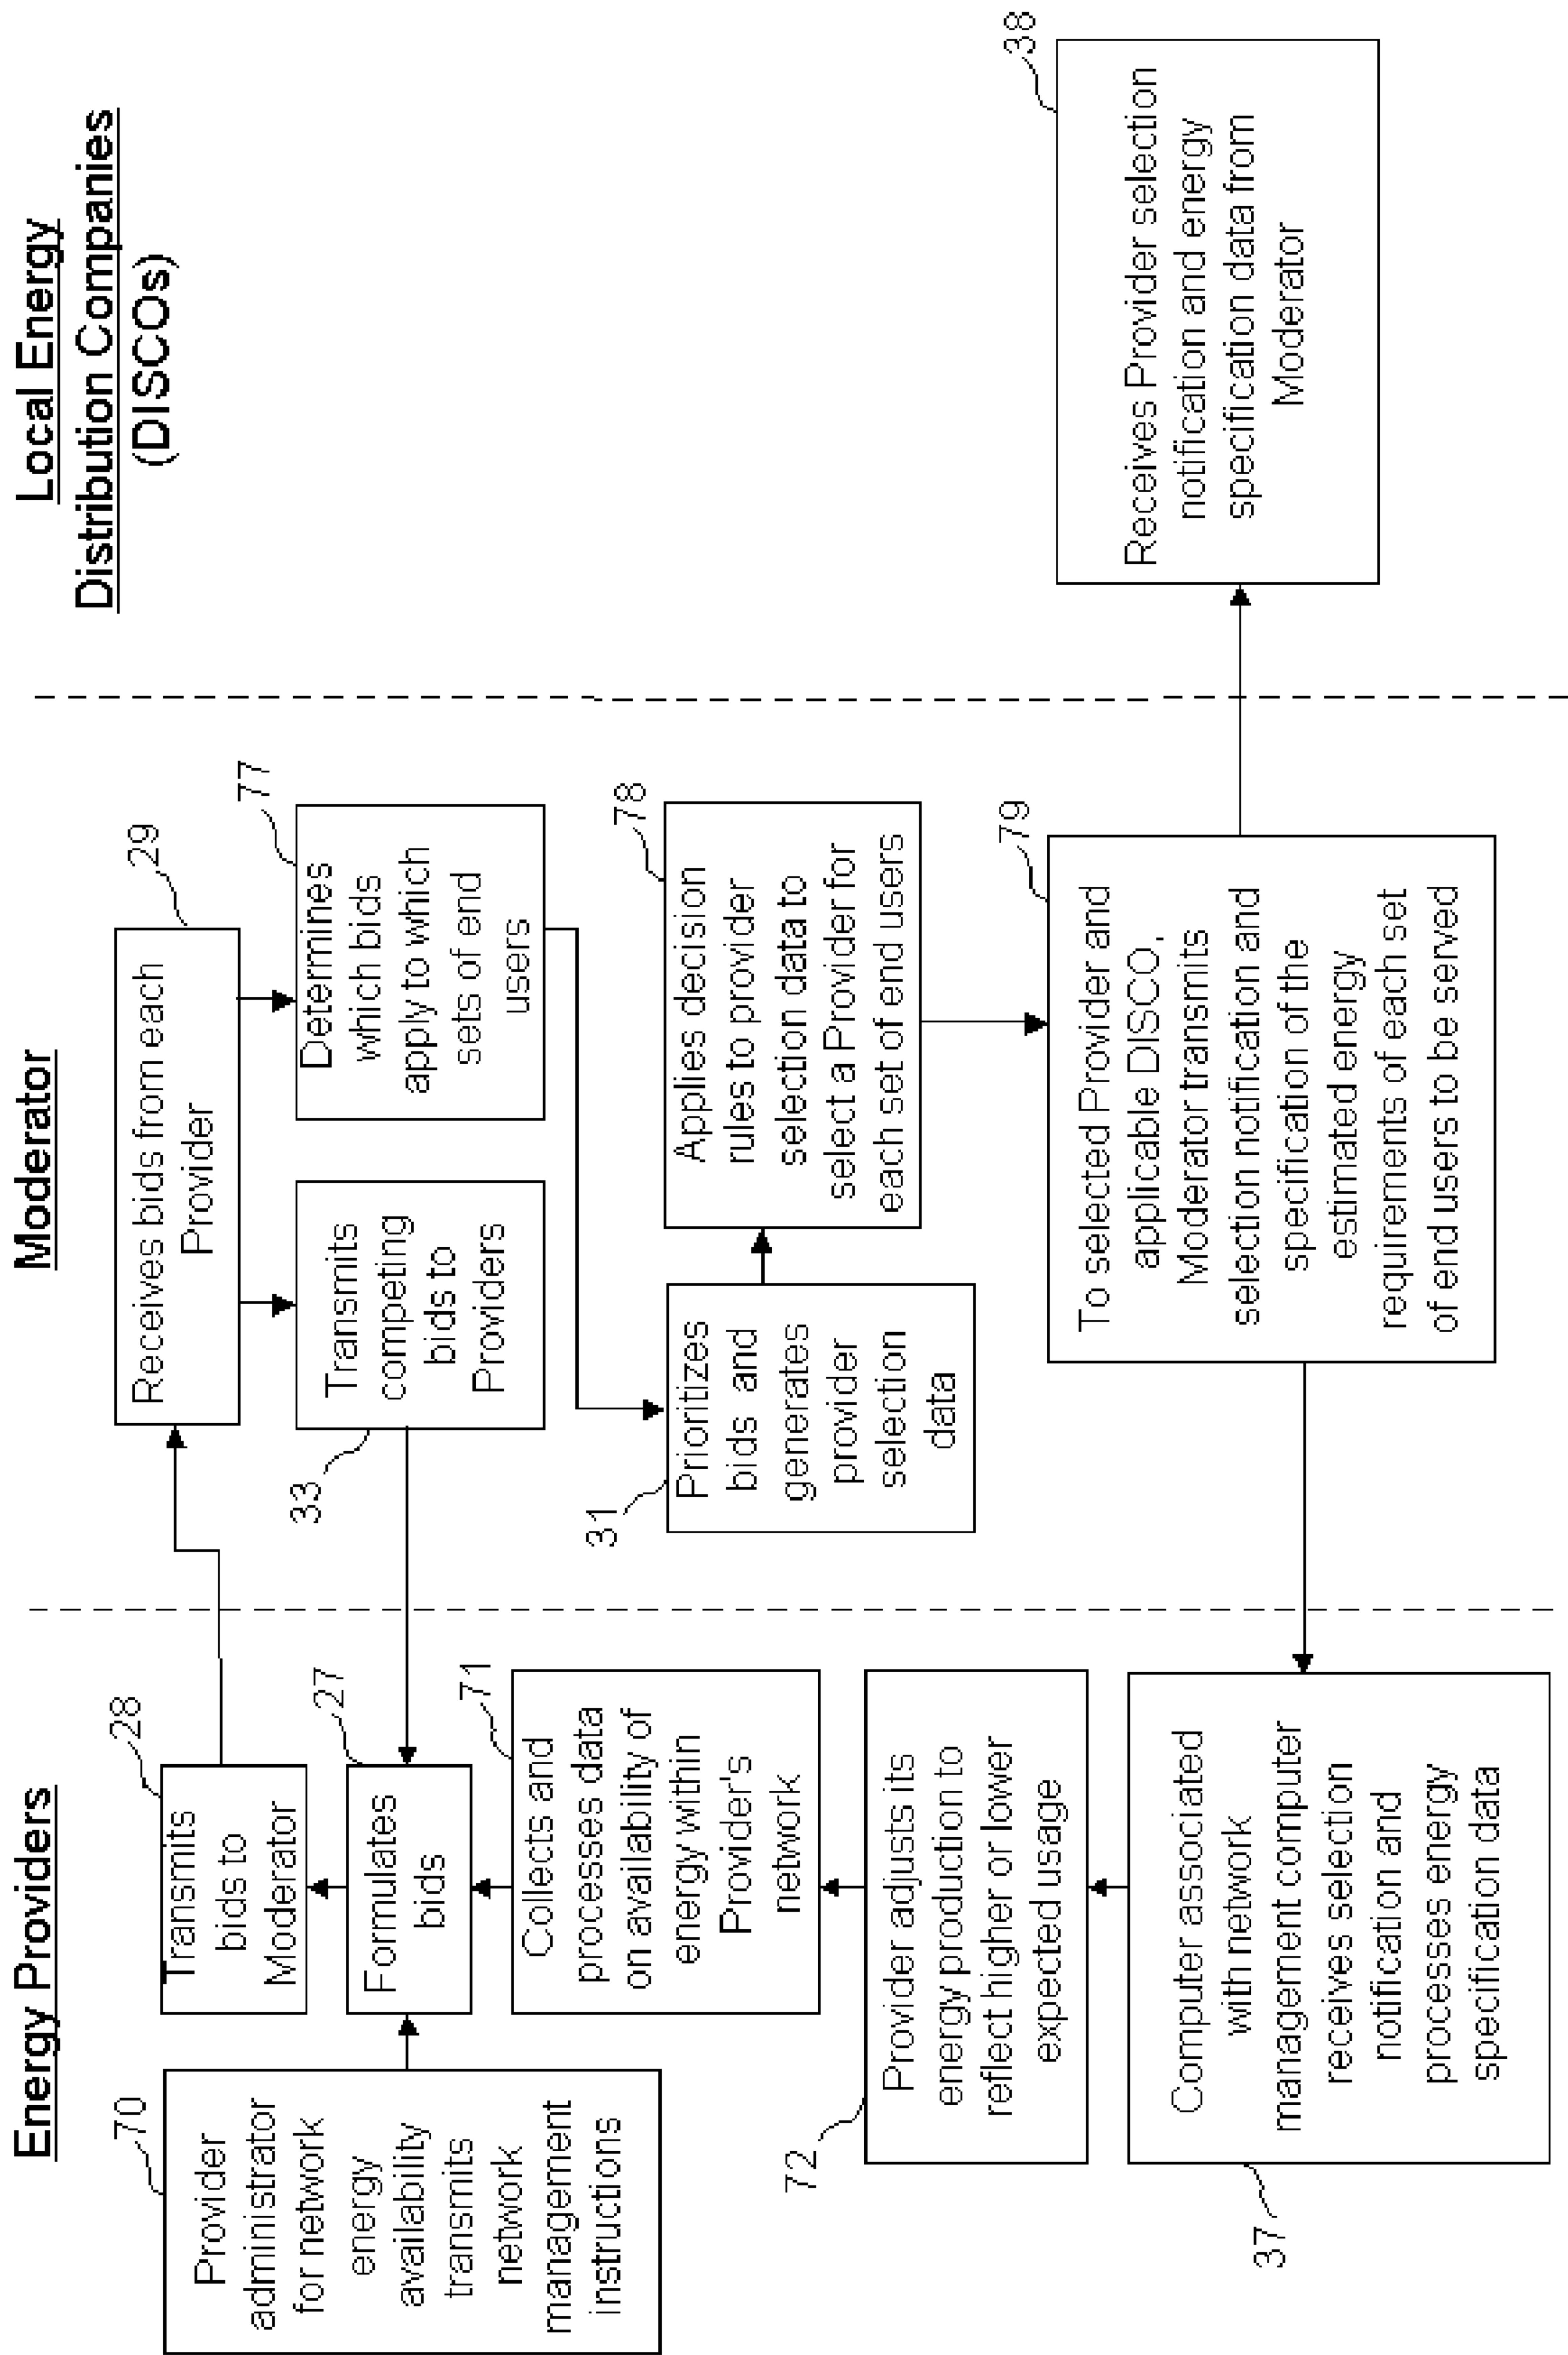 Energy Providers
Moderator
Local Energy
Distribution Companies
(DISCOs)
70
Provider
administrator
for network
energy
availability
transmits
network
management
instructions
28
Transmits
bids to
Moderator
27
Formulates
bids
71
Collects and
processes data
on availability of
energy within
Provider's
network
72
Provider adjusts its
energy production to
reflect higher or lower
expected usage
37
Computer associated
with network
management computer
receives selection
notification and
processes energy
specification data
29
Receives bids from each
Provider
33
Transmits
competing
bids to
Providers
77
Determines
which bids
apply to which
sets of end
users
31
Prioritizes
bids and
generates
provider
selection
data
78
Applies decision
rules to provider
selection data to
select a Provider for
each set of end users
79
To selected Provider and
applicable DISCO,
Moderator transmits
selection notification and
specification of the
estimated energy
requirements of each set
of end users to be served
38
Receives Provider selection
notification and energy
specification data from
Moderator